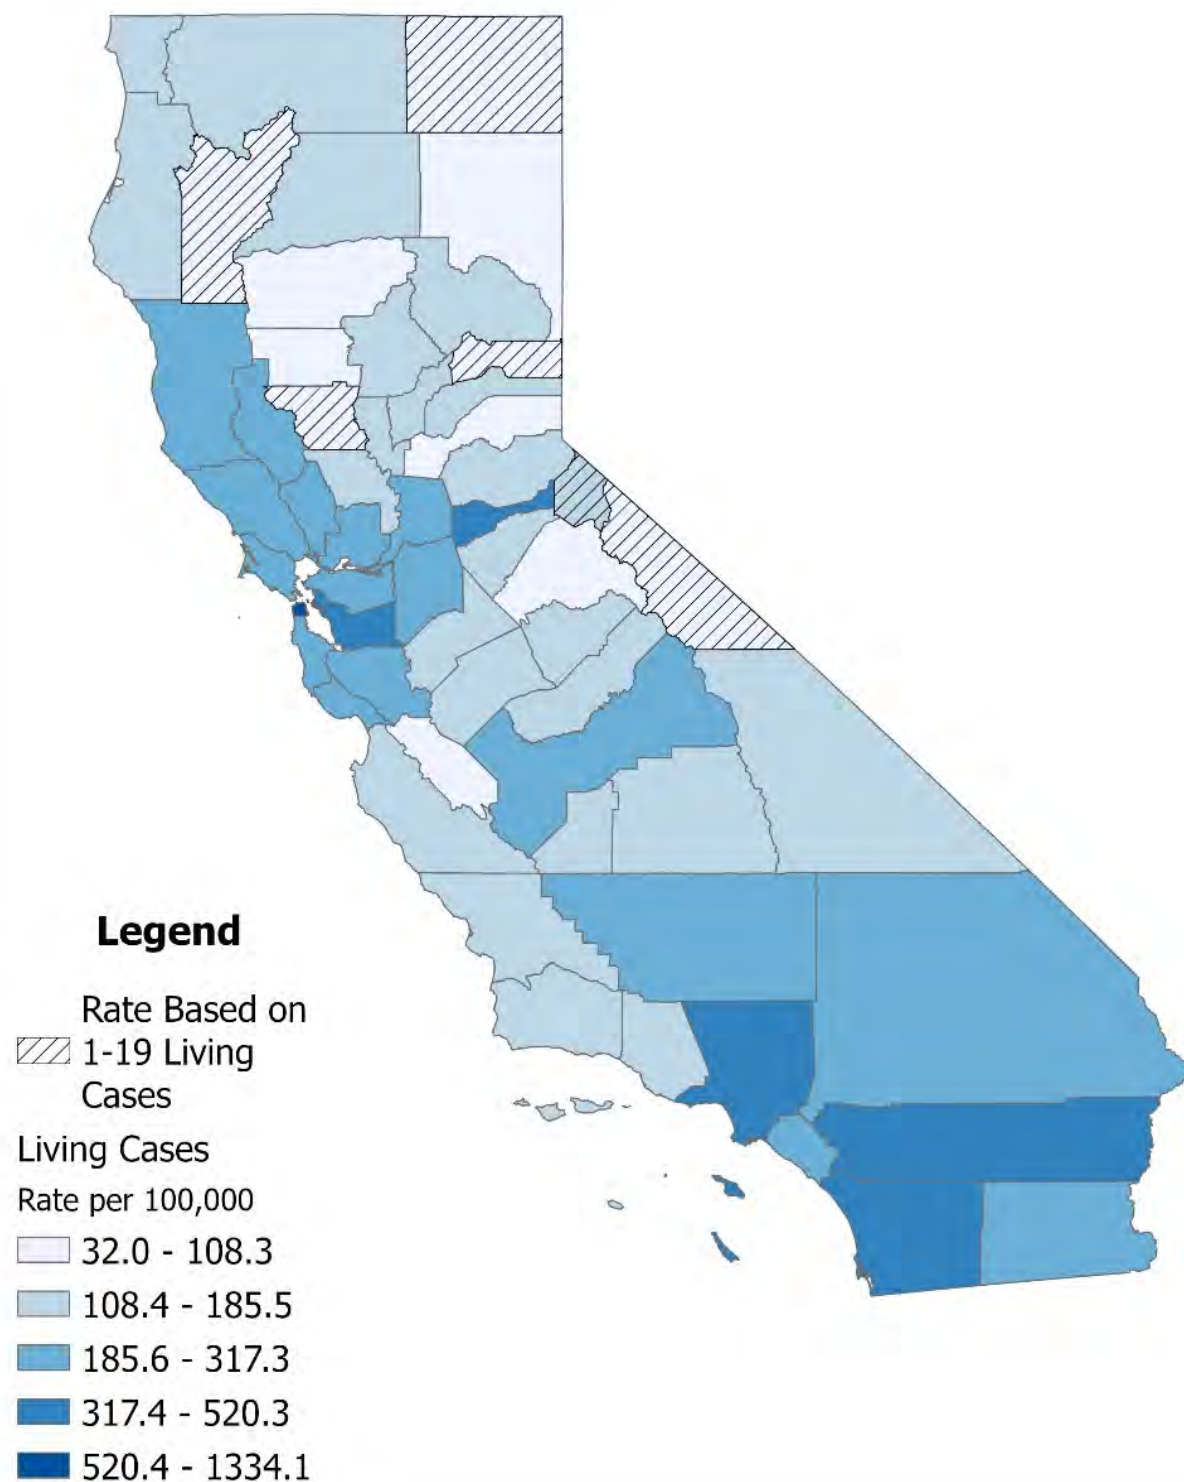 Legend
Rate Based on
1-19 Living
Cases
Living Cases
Rate per 100,000
32.0 - 108.3
108.4 - 185.5
185.6 - 317.3
317.4 - 520.3
520.4 - 1334.1